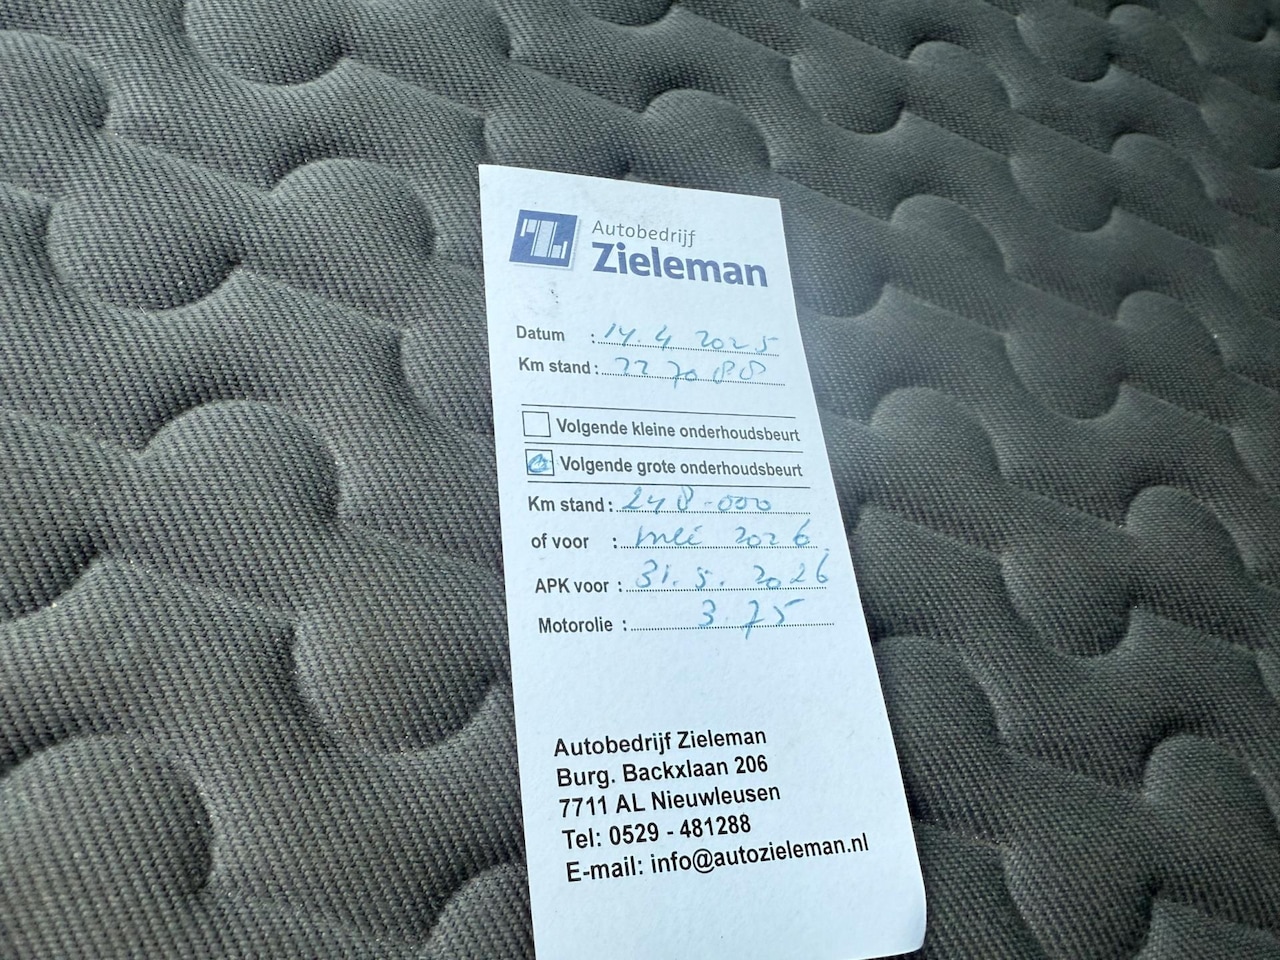 Autobedrijf
Zieleman
Datum : 14.4 2025
Km stand : 227088
Volgende kleine onderhoudsbeurt
Volgende grote onderhoudsbeurt
Km stand : 248-000
of voor : mei 2026
APK voor : 31.5.2026
Motorolie : 3.75
Autobedrijf Zieleman
Burg. Backxlaan 206
7711 AL Nieuwleusen
Tel: 0529 - 481288
E-mail: info@autozieleman.nl